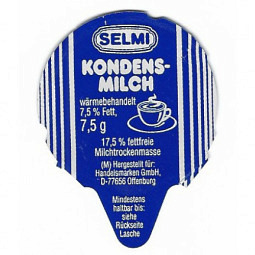 SELMI
KONDENS-
MILCH
wärmebehandelt
7,5 % Fett,
7,5 g
17,5 % fettfreie
Milchtrockenmasse
(M) Hergestellt für:
Handelsmarken GmbH,
D-77656 Offenburg
Mindestens
haltbar bis:
siehe
Rückseite
Lasche